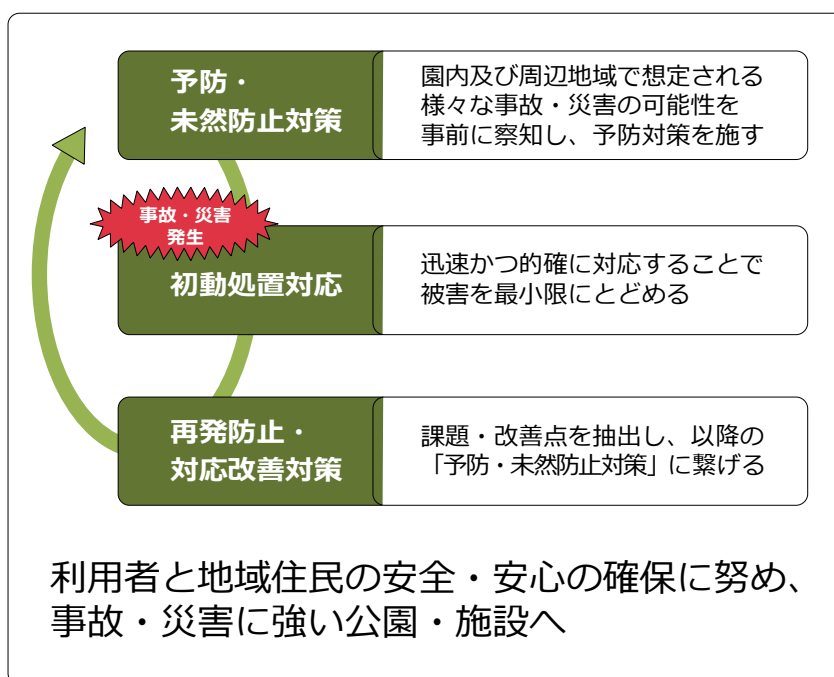 予防・
未然防止対策
園内及び周辺地域で想定される
様々な事故・災害の可能性を
事前に察知し、予防対策を施す
事故・災害
発生
初動処置対応
迅速かつ的確に対応することで
被害を最小限にとどめる
再発防止・
対応改善対策
課題・改善点を抽出し、以降の
「予防・未然防止対策」に繋げる
利用者と地域住民の安全・安心の確保に努め、
事故・災害に強い公園・施設へ